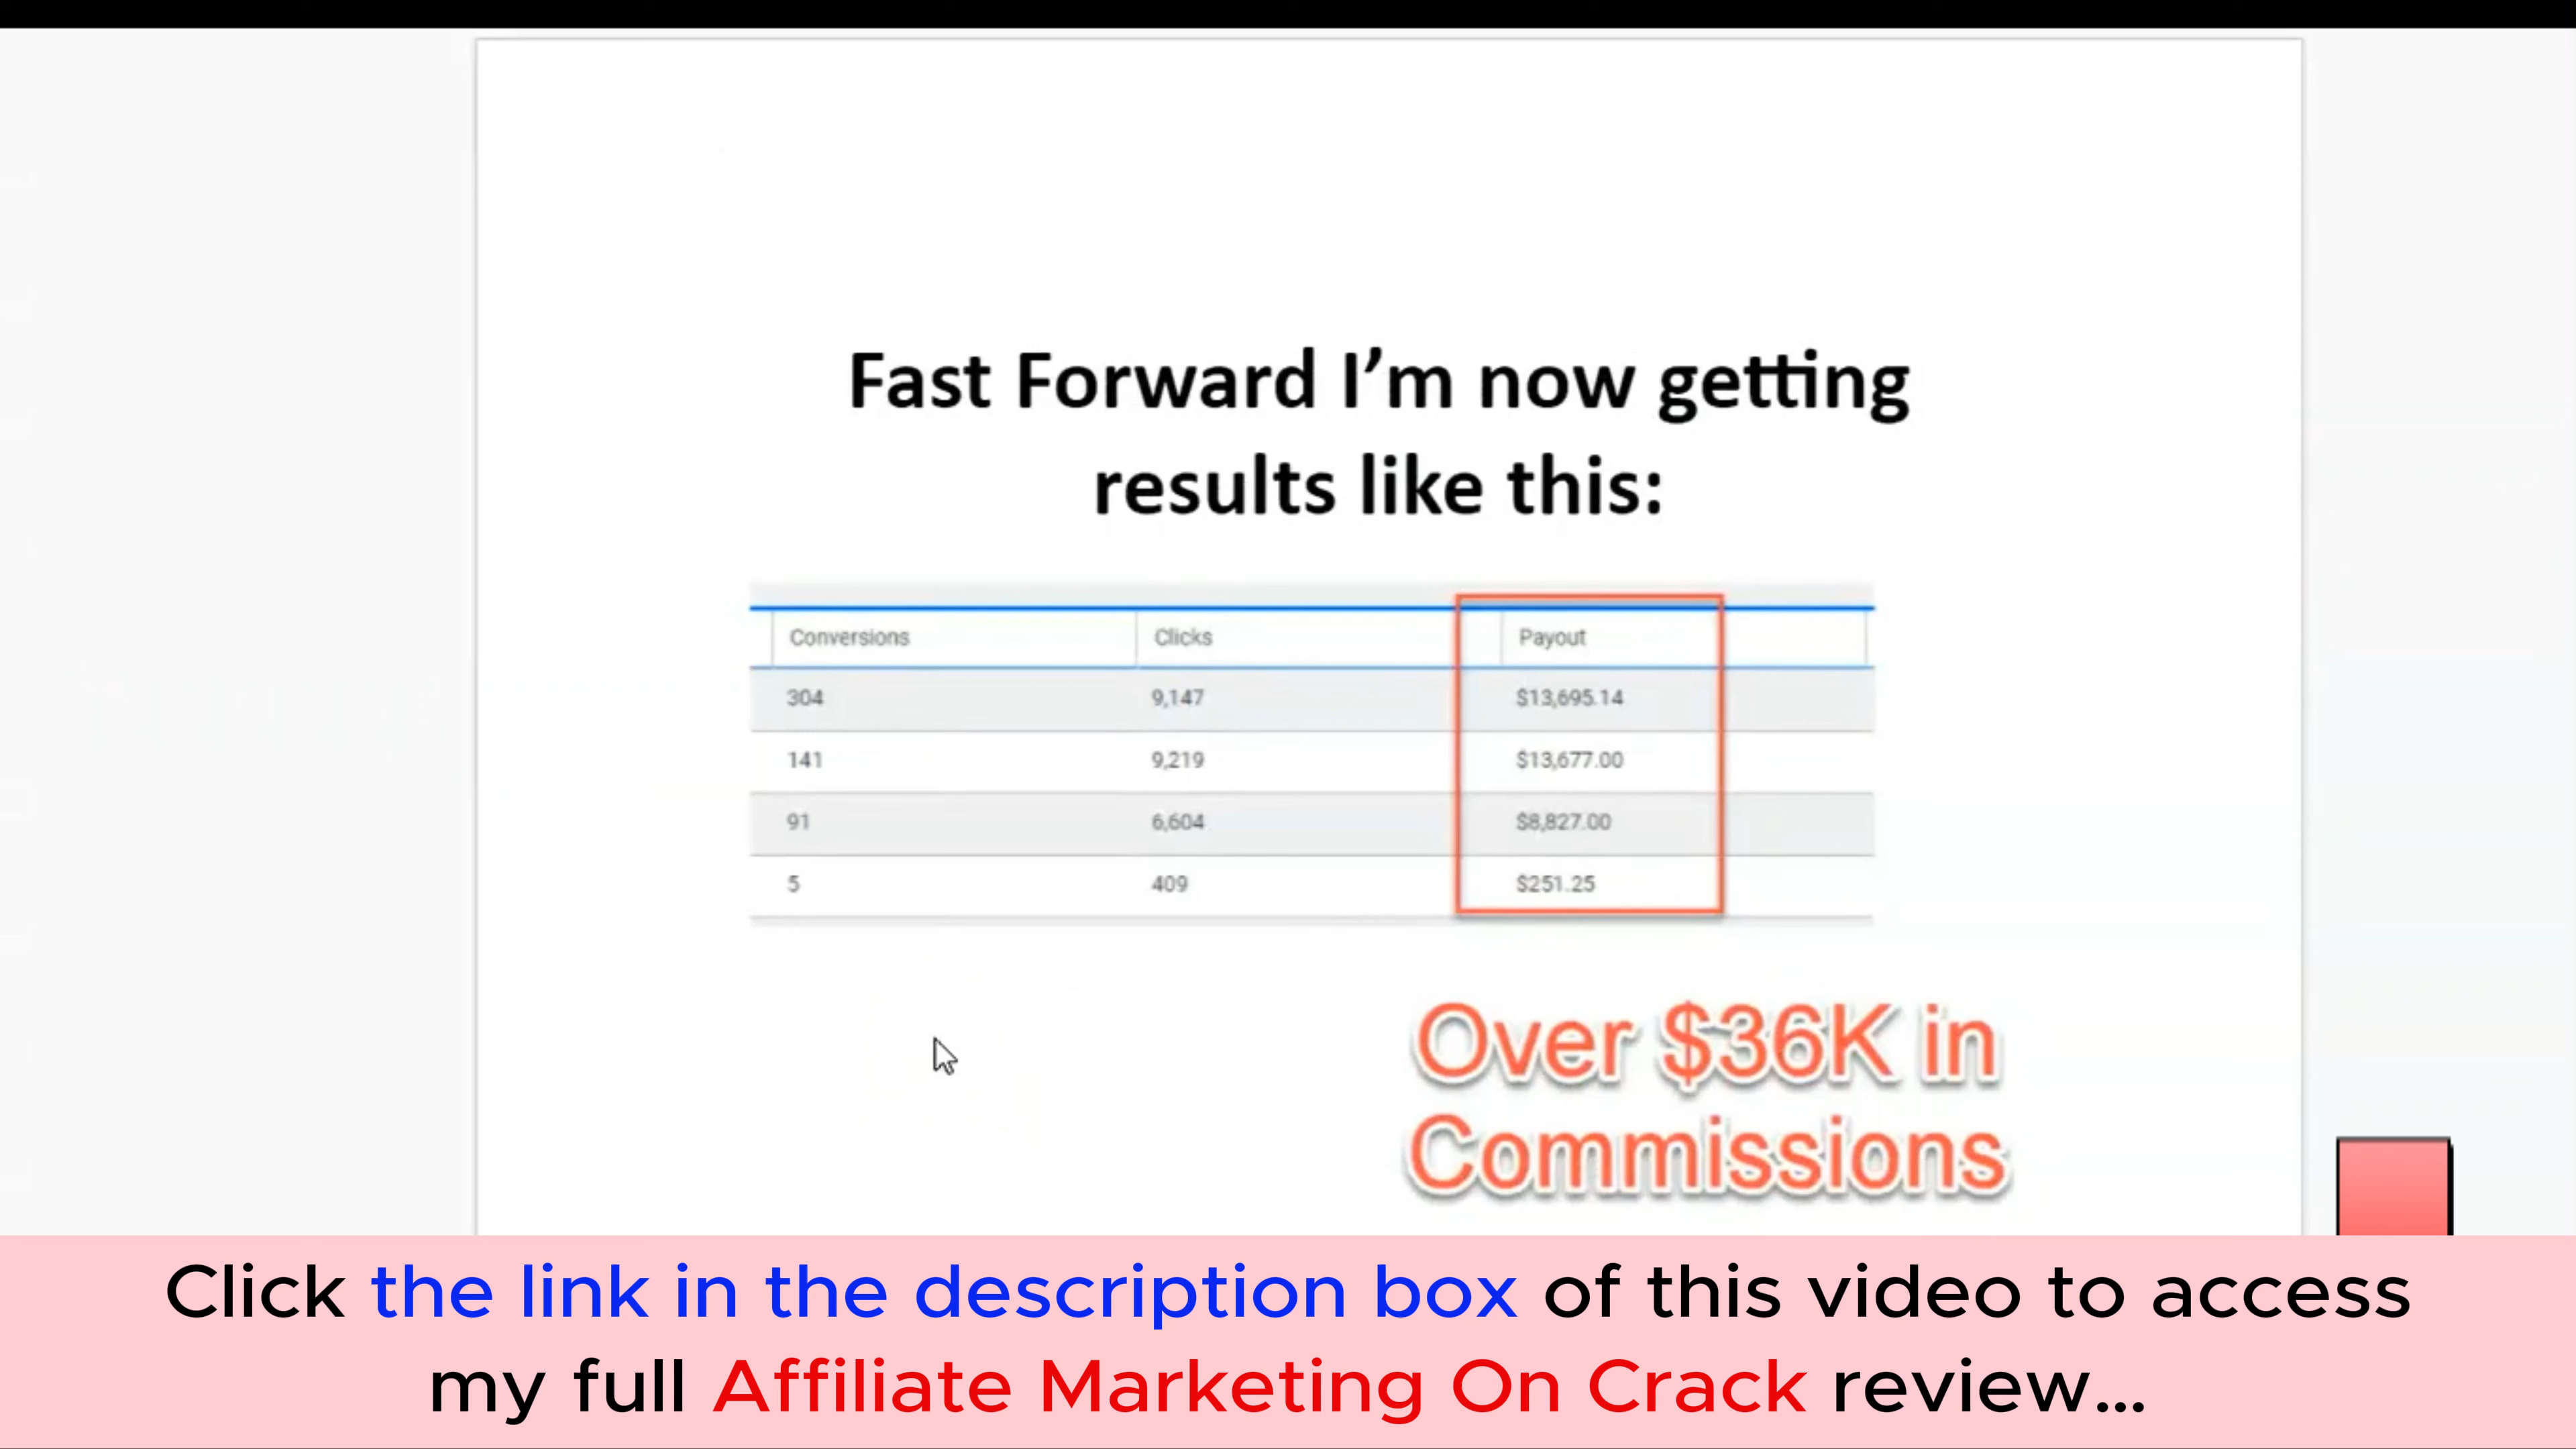 Fast Forward I'm now getting
results like this:
Conversions Clicks Payout
304 9,147 $13,695.14
141 9,219 $13,677.00
91 6,604 $8,827.00
5 409 $251.25
Over $36K in
Commissions
Click the link in the description box of this video to access
my full Affiliate Marketing On Crack review...